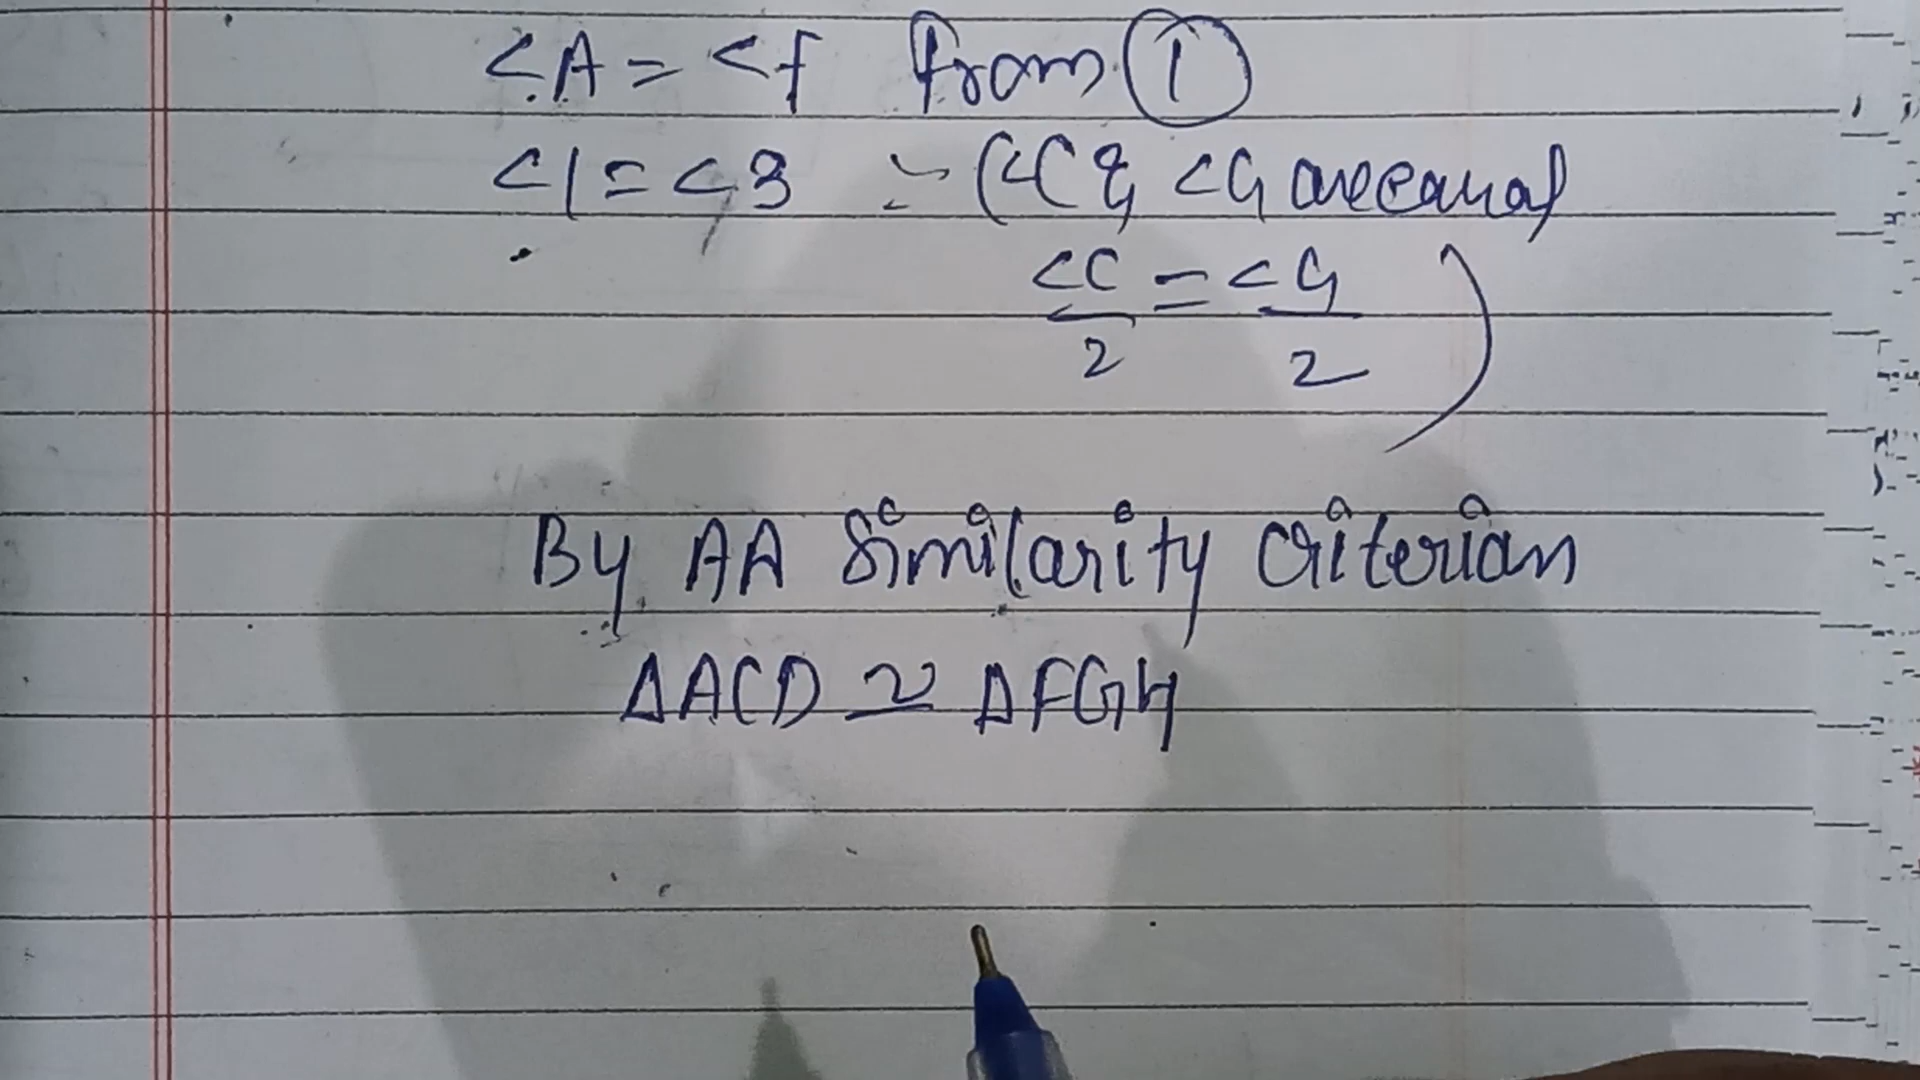 <A = <f from ①
<1 = <3 ∵ (<C & <G are equal
<C/2 = <G/2 )
By AA Similarity Criterian
ΔACD ≃ ΔFGH